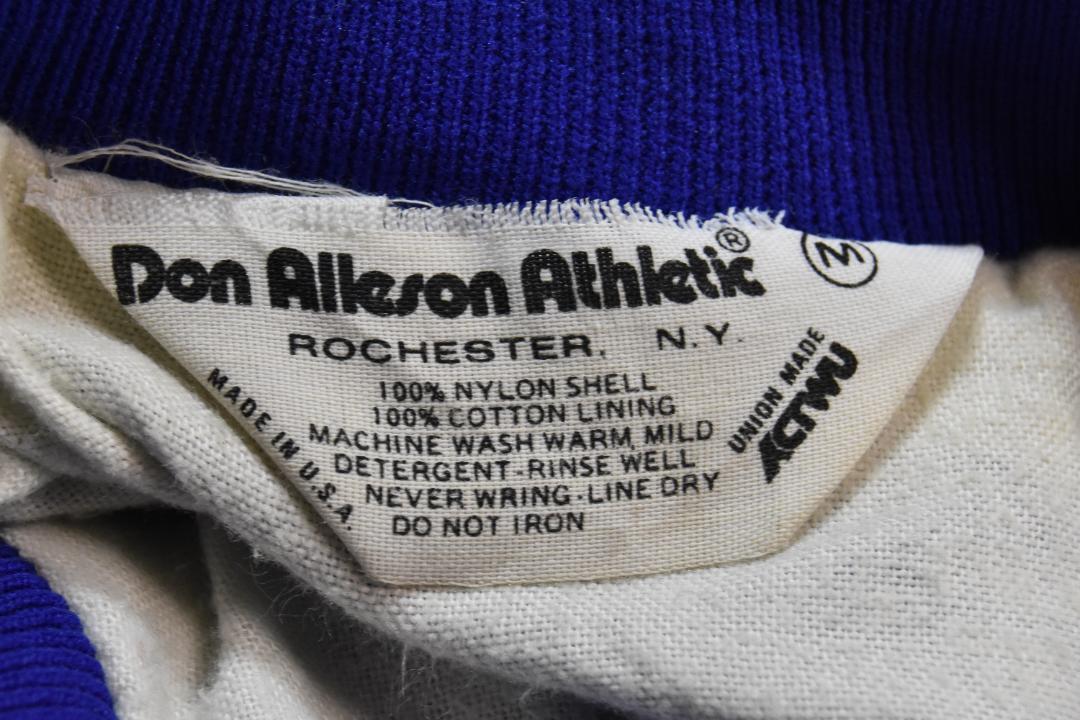 Don Alleson Athletic®
M
ROCHESTER, N.Y.
100% NYLON SHELL
100% COTTON LINING
MACHINE WASH WARM, MILD
DETERGENT-RINSE WELL
NEVER WRING-LINE DRY
DO NOT IRON
MADE IN U.S.A.
UNION MADE
ACTWU